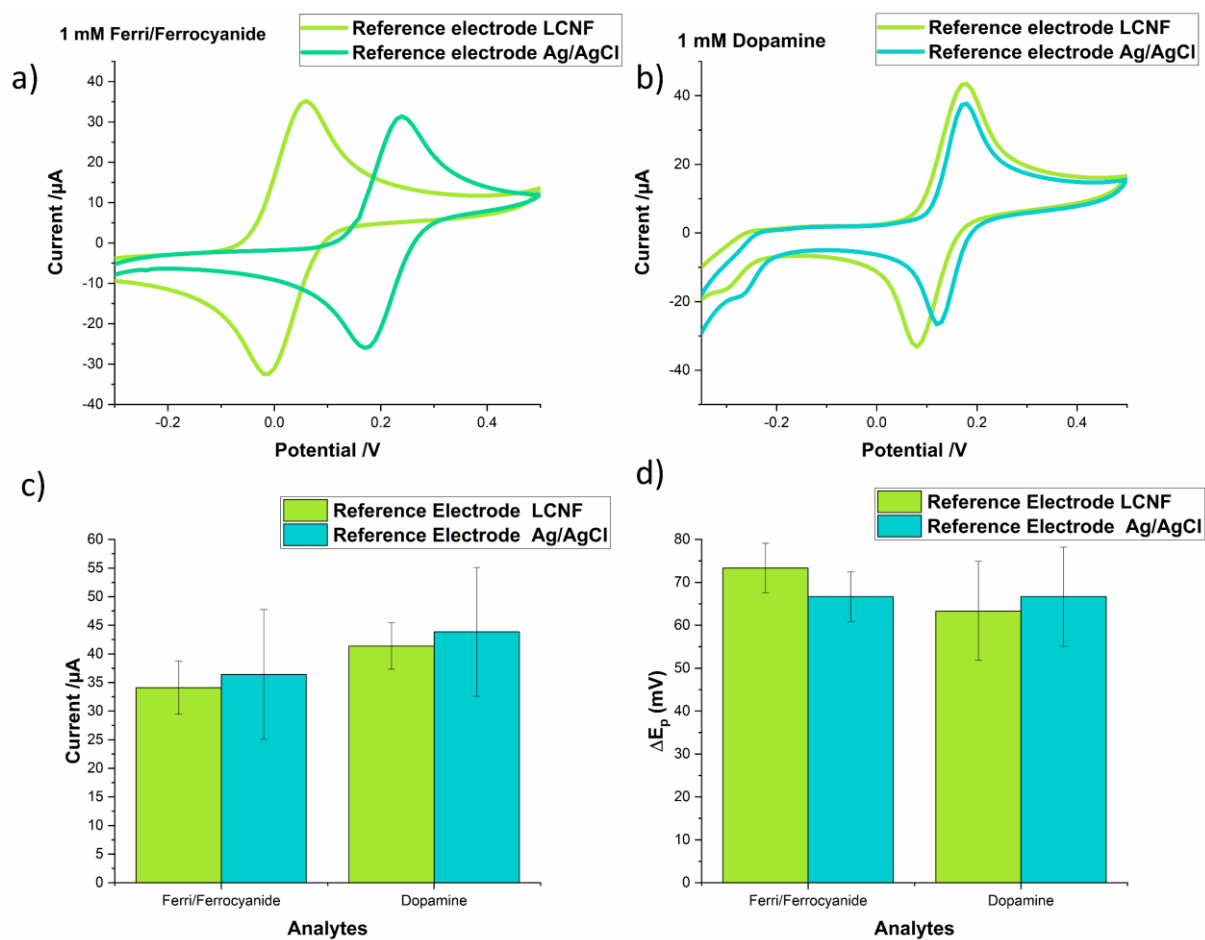 1 mM Ferri/Ferrocyanide
Reference electrode LCNF
Reference electrode Ag/AgCl
a)
40
35
30
20
10
0
-10
-20
-30
-40
Current /µA
-0.2
0.0
0.2
0.4
Potential /V
1 mM Dopamine
Reference electrode LCNF
Reference electrode Ag/AgCl
b)
40
20
0
-20
-40
Current /µA
-0.2
0.0
0.2
0.4
Potential /V
c)
Reference Electrode LCNF
Reference Electrode Ag/AgCl
60
55
50
45
40
35
30
25
20
15
10
5
0
Current /µA
Ferri/Ferrocyanide
Dopamine
Analytes
d)
Reference Electrode LCNF
Reference Electrode Ag/AgCl
80
70
60
50
40
30
20
10
0
ΔEp (mV)
Ferri/Ferrocyanide
Dopamine
Analytes